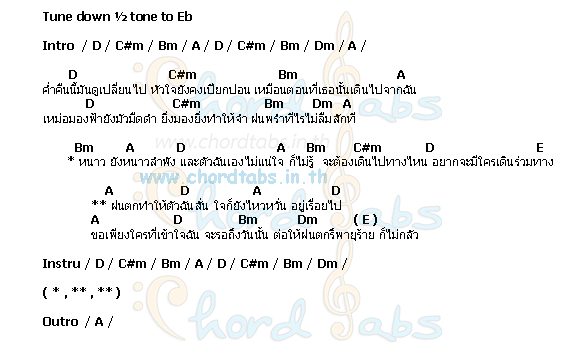 Tune down ½ tone to Eb
Intro / D / C#m / Bm / A / D / C#m / Bm / Dm / A /
D C#m Bm A
ค่ำคืนนี้มันดูเปลี่ยนไป หัวใจยังคงเปียกปอน เหมือนตอนที่เธอนั้นเดินไปจากฉัน
D C#m Bm Dm A
เหม่อมองฟ้ายังมัวมืดดำ ยิ่งมองยิ่งทำให้จำ ฝนพรำทีไรไม่ลืมสักที
Bm A D A Bm C#m D E
* หนาว ยังหนาวลำพัง และตัวฉันเองไม่แน่ใจ ก็ไม่รู้ จะต้องเดินไปทางไหน อยากจะมีใครเดินร่วมทาง
www.chordtabs.in.th
A D A D
** ฝนตกทำให้ตัวฉันสั่น ใจก็ยังไหวหวั่น อยู่เรื่อยไป
A D Bm Dm ( E )
ขอเพียงใครที่เข้าใจฉัน จะรอถึงวันนั้น ต่อให้ฝนตกรึพายุร้าย ก็ไม่กลัว
Instru / D / C#m / Bm / A / D / C#m / Bm / Dm /
( * , ** , ** )
Outro / A /
Chord Tabs